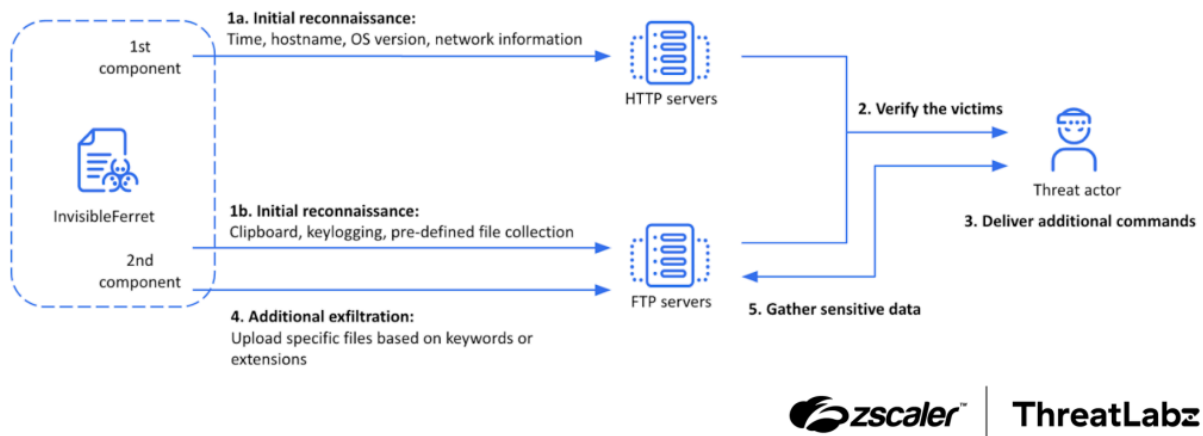 1a. Initial reconnaissance:
Time, hostname, OS version, network information
1st
component
HTTP servers
2. Verify the victims
InvisibleFerret
Threat actor
1b. Initial reconnaissance:
Clipboard, keylogging, pre-defined file collection
3. Deliver additional commands
2nd
component
FTP servers
4. Additional exfiltration:
Upload specific files based on keywords or
extensions
5. Gather sensitive data
zscaler™
ThreatLabz